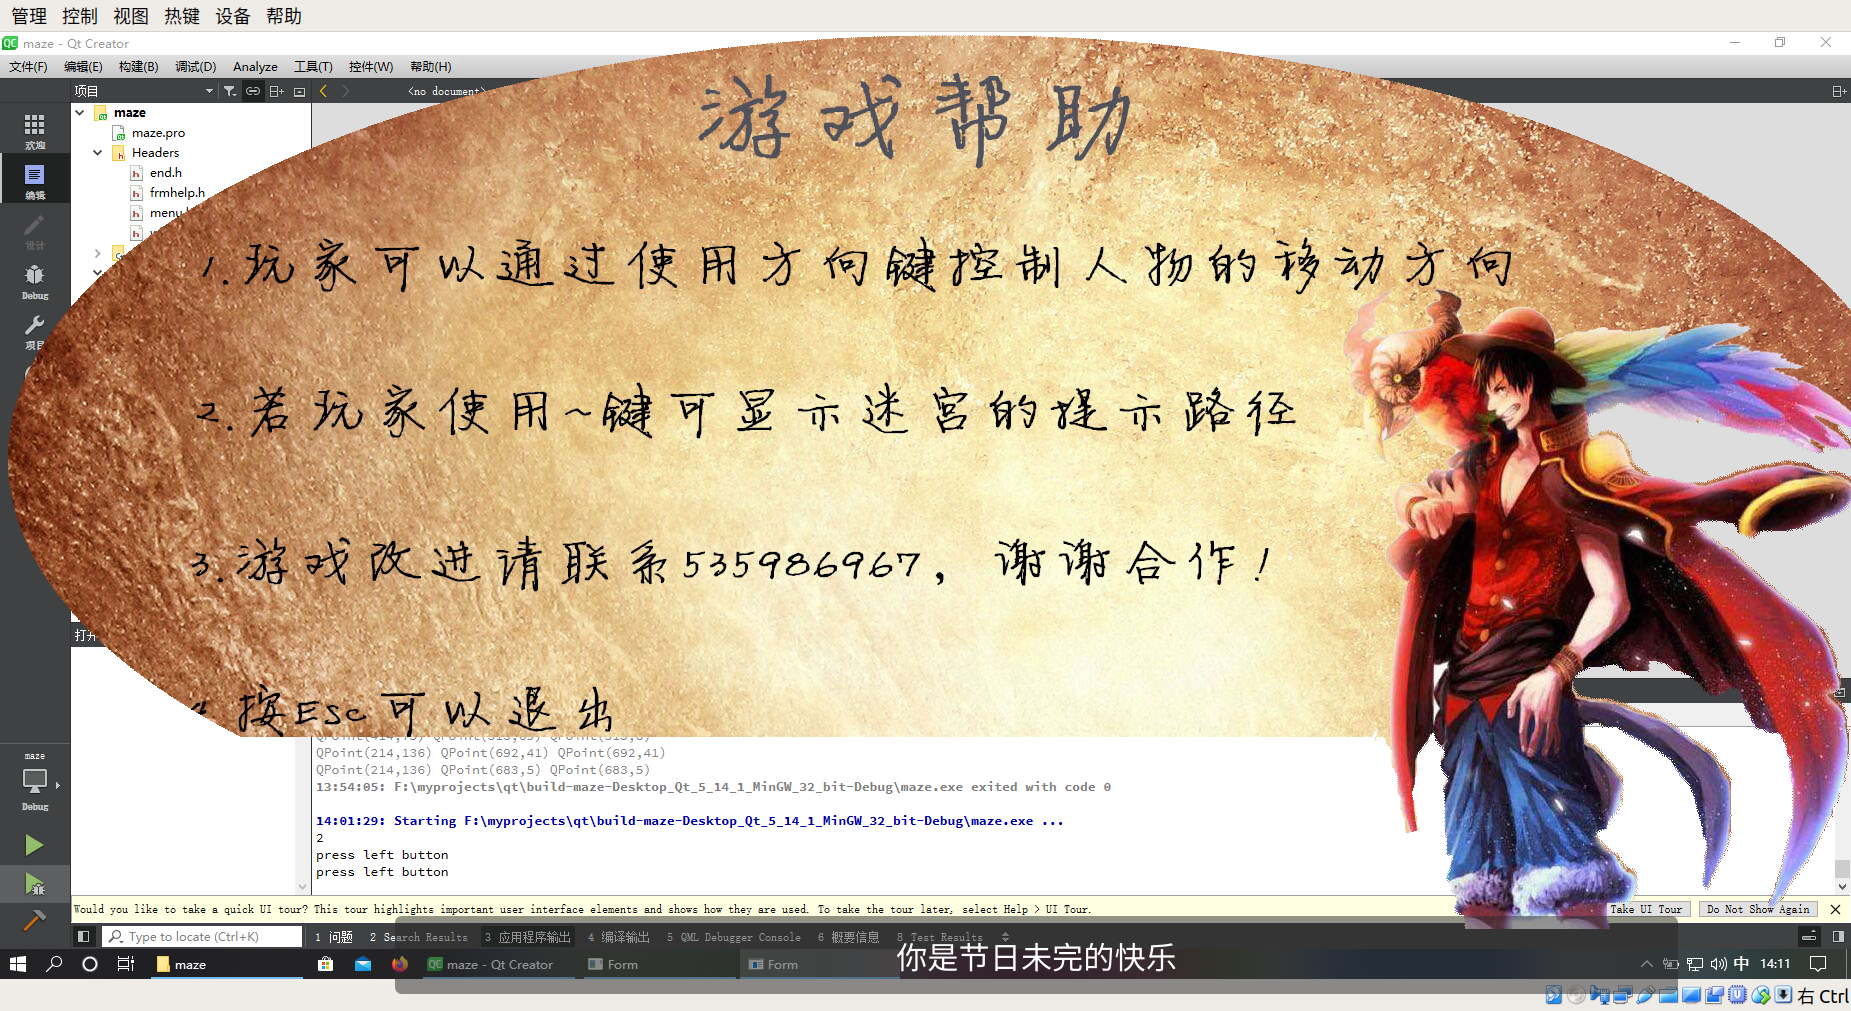 管理 控制 视图 热键 设备 帮助
maze - Qt Creator
文件(F) 编辑(E) 构建(B) 调试(D) Analyze 工具(T) 控件(W) 帮助(H)
项目
<no document>
maze
maze.pro
Headers
end.h
frmhelp.h
menu
欢迎
编辑
设计
Debug
项目
游戏帮助
1.玩家可以通过使用方向键控制人物的移动方向
2.若玩家使用~键可显示迷宫的提示路径
3.游戏改进请联系535986967，谢谢合作！
按Esc可以退出
打开
QPoint(214,136) QPoint(692,41) QPoint(692,41)
QPoint(214,136) QPoint(683,5) QPoint(683,5)
13:54:05: F:\myprojects\qt\build-maze-Desktop_Qt_5_14_1_MinGW_32_bit-Debug\maze.exe exited with code 0
14:01:29: Starting F:\myprojects\qt\build-maze-Desktop_Qt_5_14_1_MinGW_32_bit-Debug\maze.exe ...
2
press left button
press left button
maze
Debug
Would you like to take a quick UI tour? This tour highlights important user interface elements and shows how they are used. To take the tour later, select Help > UI Tour.
Take UI Tour
Do Not Show Again
Type to locate (Ctrl+K)
1 问题 2 Search Results 3 应用程序输出 4 编译输出 5 QML Debugger Console 6 概要信息 8 Test Results
你是节日未完的快乐
maze
maze - Qt Creator
Form
Form
中 14:11
右 Ctrl